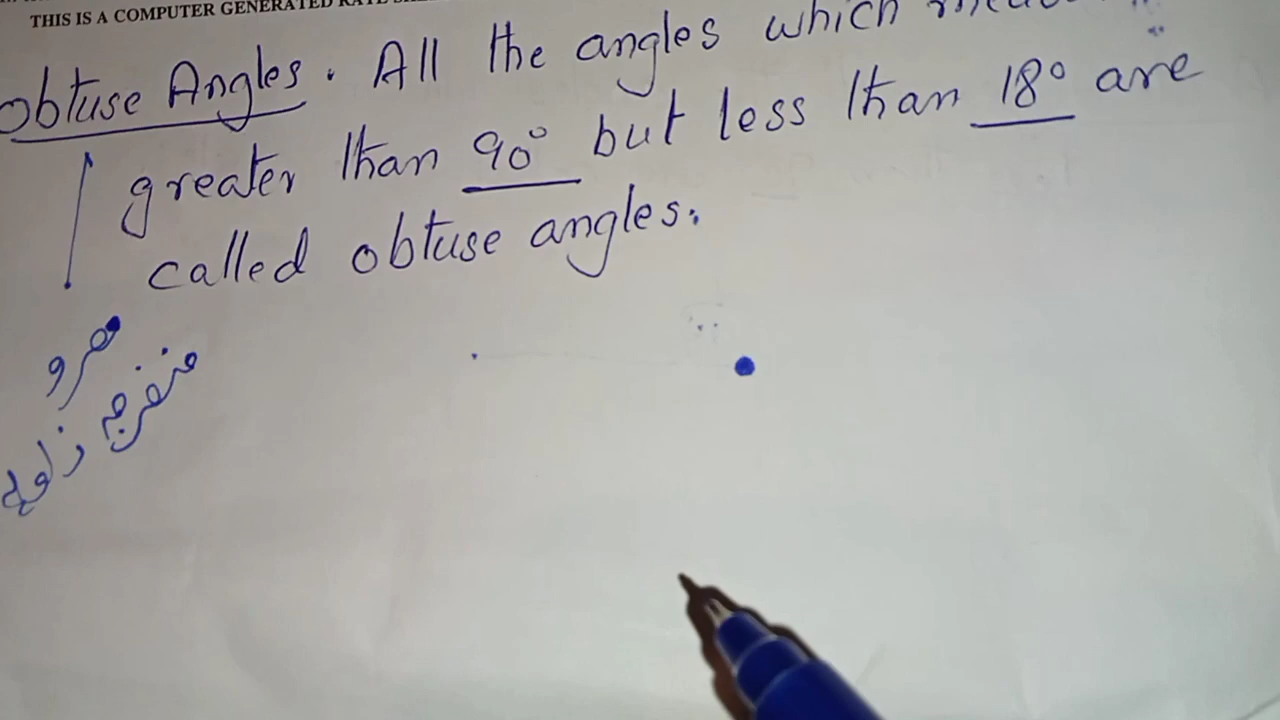 THIS IS A COMPUTER GENERATED
obtuse Angles. All the angles which
greater than 90° but less than 18° are
called obtuse angles.
منفرجہ زاویہ